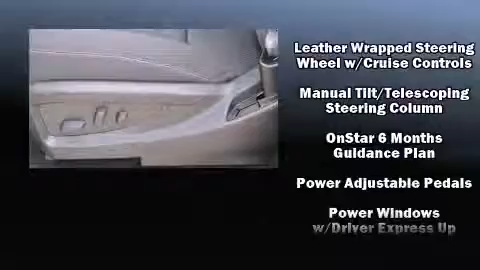 Leather Wrapped Steering
Wheel w/Cruise Controls
Manual Tilt/Telescoping
Steering Column
OnStar 6 Months
Guidance Plan
Power Adjustable Pedals
Power Windows
w/Driver Express Up